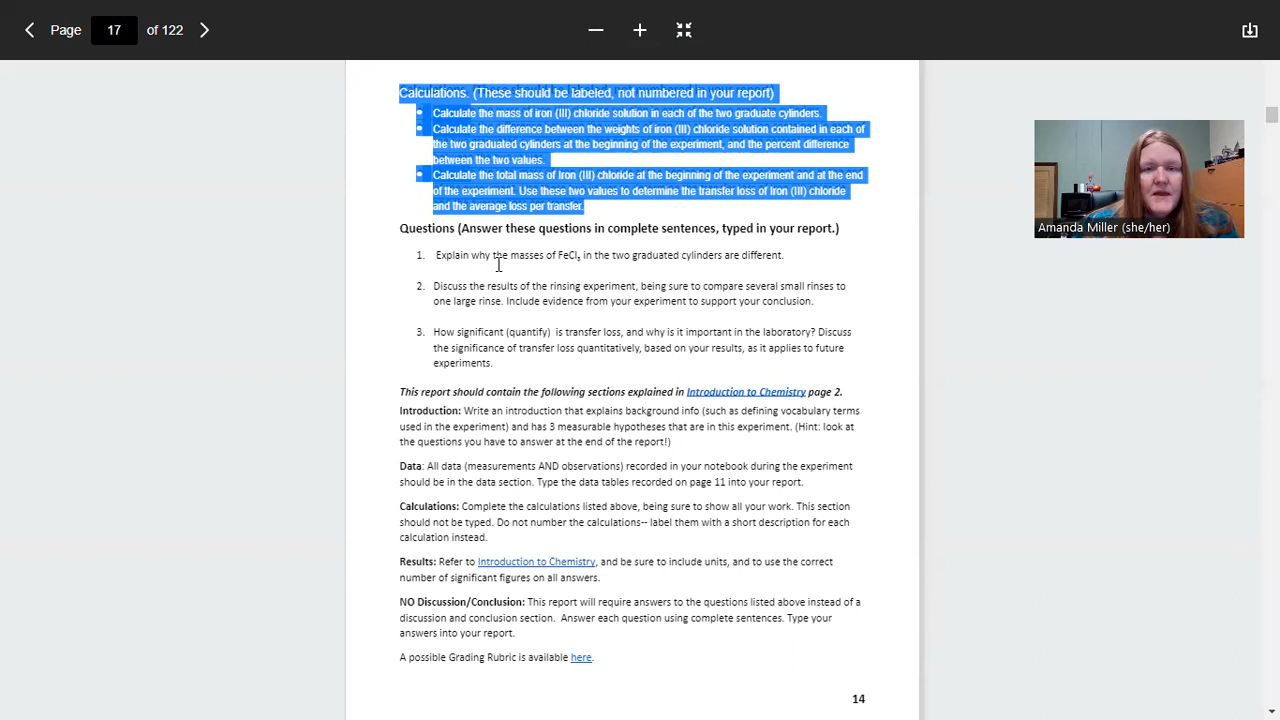 Page 17 of 122
Calculations. (These should be labeled, not numbered in your report)
• Calculate the mass of iron (III) chloride solution in each of the two graduate cylinders.
• Calculate the difference between the weights of iron (III) chloride solution contained in each of
the two graduated cylinders at the beginning of the experiment, and the percent difference
between the two values.
• Calculate the total mass of Iron (III) chloride at the beginning of the experiment and at the end
of the experiment. Use these two values to determine the transfer loss of Iron (III) chloride
and the average loss per transfer.
Amanda Miller (she/her)
Questions (Answer these questions in complete sentences, typed in your report.)
1. Explain why the masses of FeCl₃ in the two graduated cylinders are different.
2. Discuss the results of the rinsing experiment, being sure to compare several small rinses to
one large rinse. Include evidence from your experiment to support your conclusion.
3. How significant (quantify) is transfer loss, and why is it important in the laboratory? Discuss
the significance of transfer loss quantitatively, based on your results, as it applies to future
experiments.
This report should contain the following sections explained in Introduction to Chemistry page 2.
Introduction: Write an introduction that explains background info (such as defining vocabulary terms
used in the experiment) and has 3 measurable hypotheses that are in this experiment. (Hint: look at
the questions you have to answer at the end of the report!)
Data: All data (measurements AND observations) recorded in your notebook during the experiment
should be in the data section. Type the data tables recorded on page 11 into your report.
Calculations: Complete the calculations listed above, being sure to show all your work. This section
should not be typed. Do not number the calculations-- label them with a short description for each
calculation instead.
Results: Refer to Introduction to Chemistry, and be sure to include units, and to use the correct
number of significant figures on all answers.
NO Discussion/Conclusion: This report will require answers to the questions listed above instead of a
discussion and conclusion section. Answer each question using complete sentences. Type your
answers into your report.
A possible Grading Rubric is available here.
14